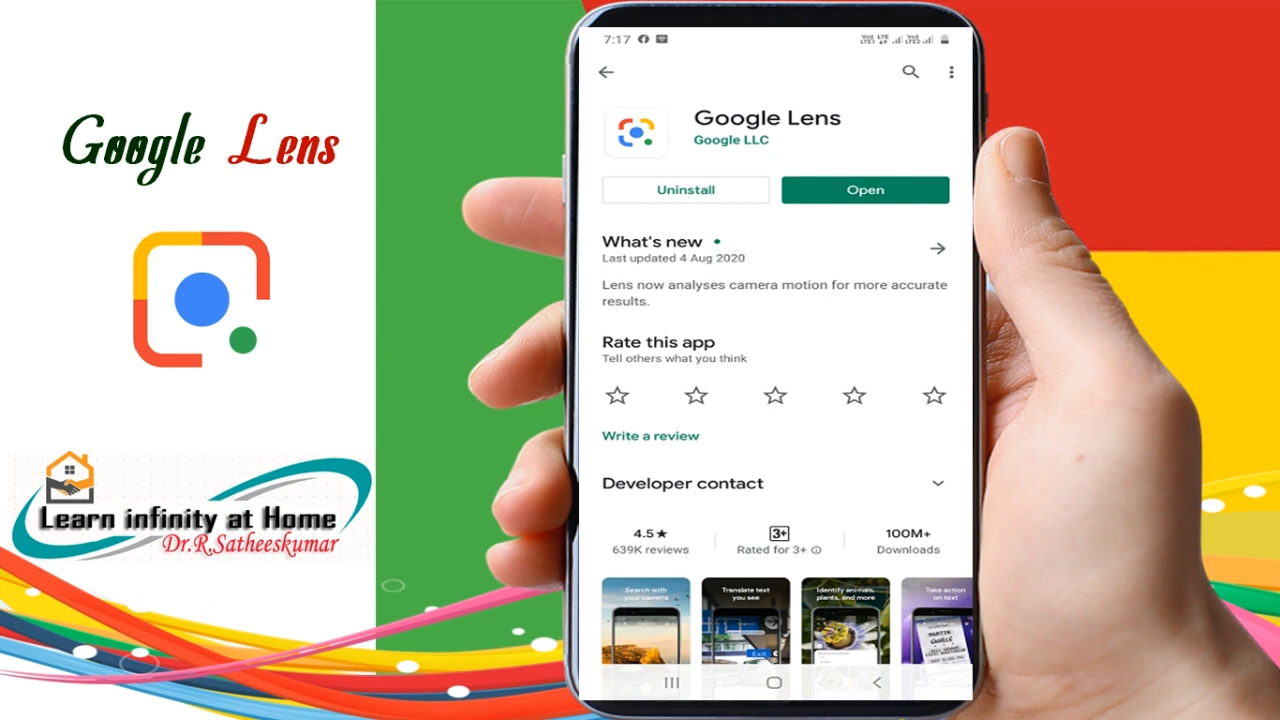 Google Lens
Learn infinity at Home
Dr.R.Satheeskumar
7:17
Google Lens
Google LLC
Uninstall
Open
What's new
Last updated 4 Aug 2020
Lens now analyses camera motion for more accurate
results.
Rate this app
Tell others what you think
Write a review
Developer contact
4.5★
639K reviews
3+
Rated for 3+
100M+
Downloads
Search with
your camera
Translate text
you see
Identify animals,
plants, and more
Take action
on text
Exit
MARTIN